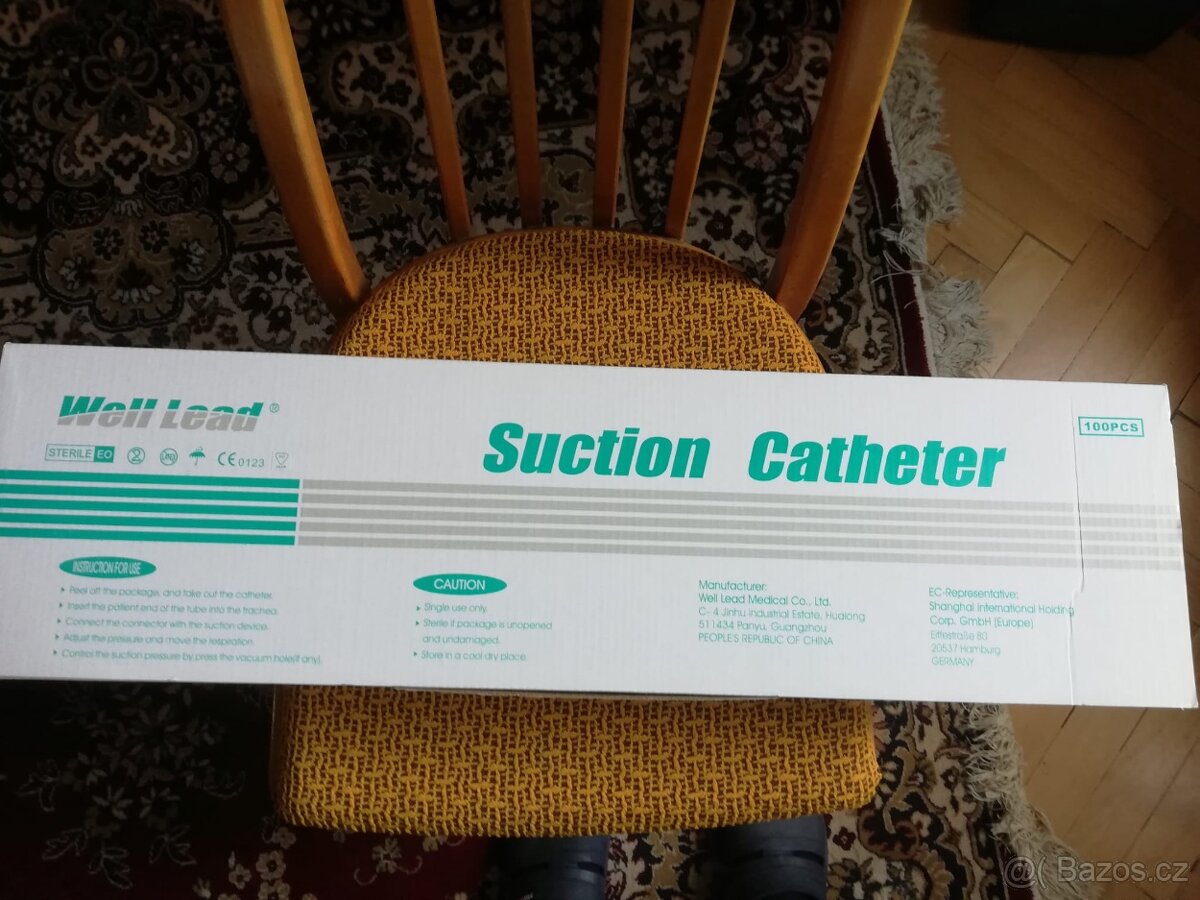 Well Lead®
STERILE EO
2
LATEX
CE 0123
Suction Catheter
100PCS
INSTRUCTION FOR USE
Peel off the package, and take out the catheter.
Insert the patient end of the tube into the trachea.
Connect the connector with the suction device.
Adjust the pressure and move the respiration.
Control the suction pressure by press the vacuum hole(if any).
CAUTION
Single use only.
Sterile if package is unopened
and undamaged.
Store in a cool dry place.
Manufacturer:
Well Lead Medical Co., Ltd.
C- 4 Jinhu Industrial Estate, Hualong
511434 Panyu, Guangzhou
PEOPLE'S REPUBLIC OF CHINA
EC-Representative:
Shanghai International Holding
Corp. GmbH (Europe)
Eiffestraße 80
20537 Hamburg
GERMANY
@( Bazos.cz